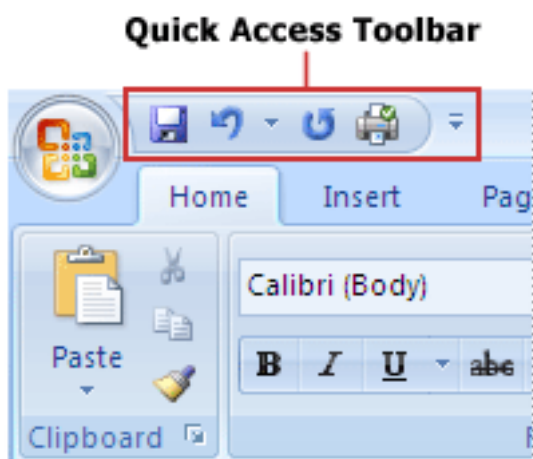 Quick Access Toolbar
Home Insert Pag
Calibri (Body)
Paste
B I U abc
Clipboard